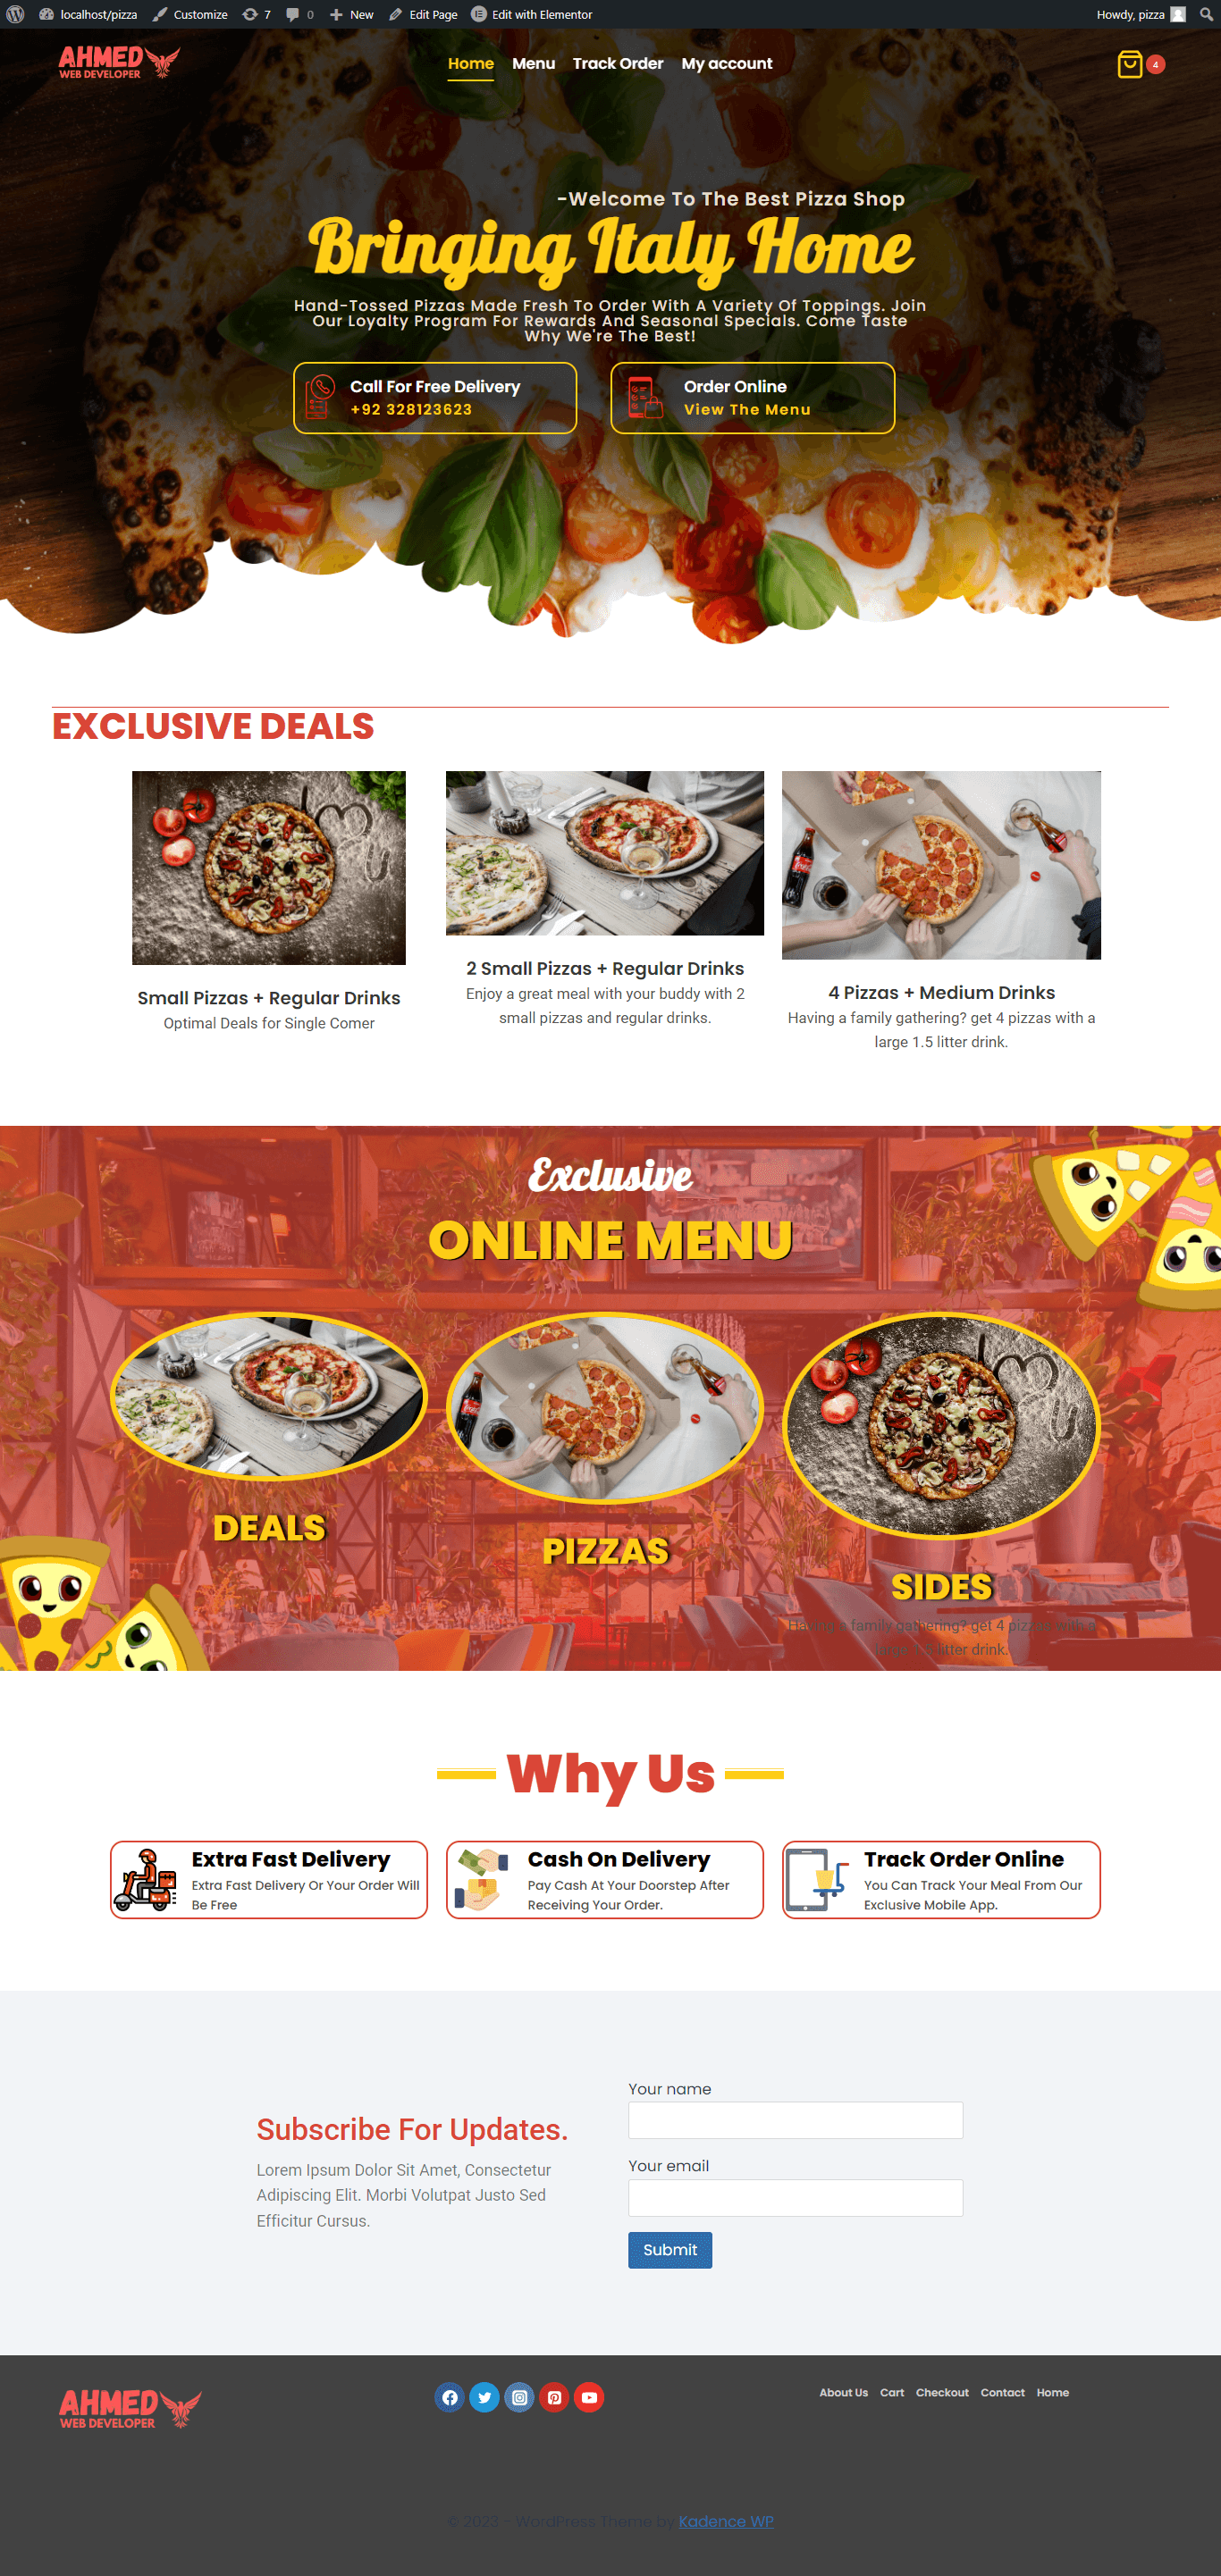 localhost/pizza Customize 7 0 New Edit Page Edit with Elementor Howdy, pizza
AHMED
WEB DEVELOPER
Home Menu Track Order My account
4
-Welcome To The Best Pizza Shop
Bringing Italy Home
Hand-Tossed Pizzas Made Fresh To Order With A Variety Of Toppings. Join
Our Loyalty Program For Rewards And Seasonal Specials. Come Taste
Why We're The Best!
Call For Free Delivery
+92 328123623
Order Online
View The Menu
EXCLUSIVE DEALS
Small Pizzas + Regular Drinks
Optimal Deals for Single Comer
2 Small Pizzas + Regular Drinks
Enjoy a great meal with your buddy with 2
small pizzas and regular drinks.
4 Pizzas + Medium Drinks
Having a family gathering? get 4 pizzas with a
large 1.5 litter drink.
Exclusive
ONLINE MENU
DEALS
PIZZAS
SIDES
Having a family gathering? get 4 pizzas with a
large 1.5 litter drink.
Why Us
Extra Fast Delivery
Extra Fast Delivery Or Your Order Will
Be Free
Cash On Delivery
Pay Cash At Your Doorstep After
Receiving Your Order.
Track Order Online
You Can Track Your Meal From Our
Exclusive Mobile App.
Subscribe For Updates.
Lorem Ipsum Dolor Sit Amet, Consectetur
Adipiscing Elit. Morbi Volutpat Justo Sed
Efficitur Cursus.
Your name
Your email
Submit
AHMED
WEB DEVELOPER
About Us Cart Checkout Contact Home
© 2023 - WordPress Theme by Kadence WP